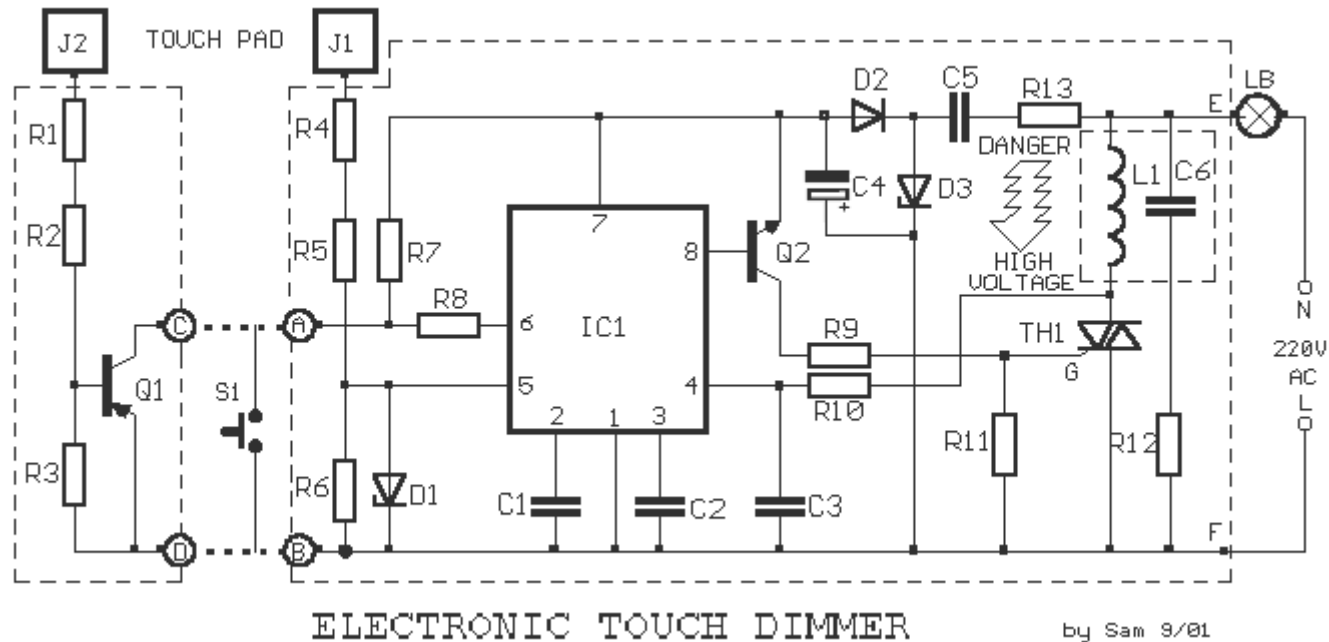 J2
TOUCH PAD
J1
D2
C5
R13
LB
E
R1
R4
DANGER
C4
D3
L1
C6
7
R2
R5
R7
8
Q2
HIGH
VOLTAGE
R8
C
A
6
IC1
N
220V
AC
L
TH1
G
R9
Q1
S1
5
4
R10
2
1
3
R3
R6
D1
C1
C2
C3
R11
R12
D
B
F
+
ELECTRONIC TOUCH DIMMER
by Sam 9/01